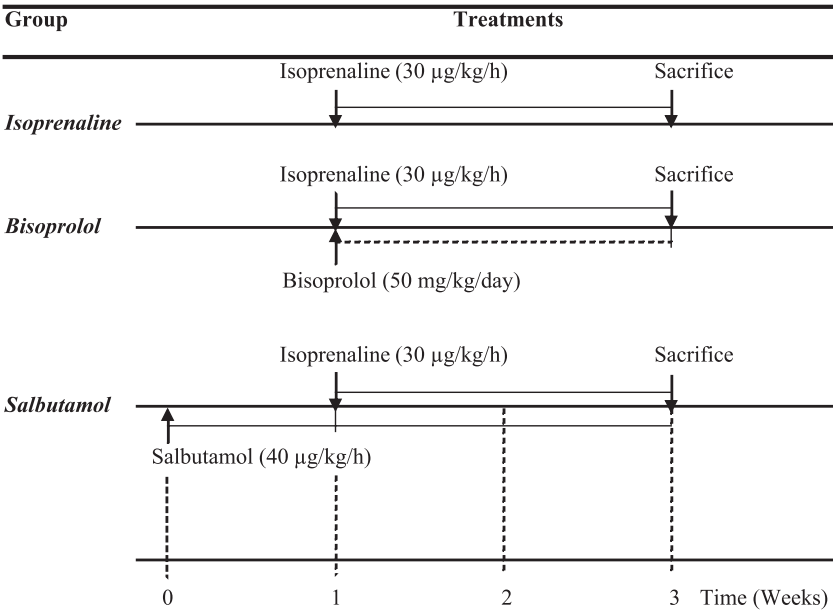 Group Treatments
Isoprenaline (30 µg/kg/h) Sacrifice
Isoprenaline
Isoprenaline (30 µg/kg/h) Sacrifice
Bisoprolol
Bisoprolol (50 mg/kg/day)
Isoprenaline (30 µg/kg/h) Sacrifice
Salbutamol
Salbutamol (40 µg/kg/h)
0 1 2 3 Time (Weeks)